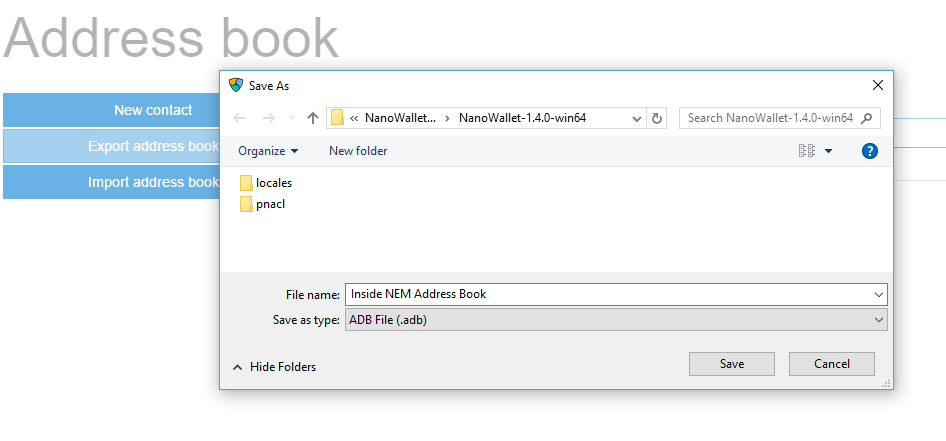 Address book
Save As
New contact
« NanoWallet... > NanoWallet-1.4.0-win64 Search NanoWallet-1.4.0-win64
Export address book
Organize New folder ?
Import address book
locales
pnacl
File name: Inside NEM Address Book
Save as type: ADB File (.adb)
Hide Folders Save Cancel